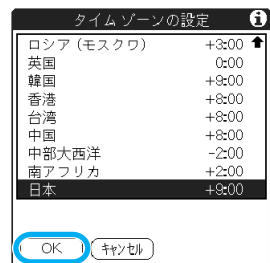 タイムゾーンの設定 i
ロシア（モスクワ） +3:00
英国 0:00
韓国 +9:00
香港 +8:00
台湾 +8:00
中国 +8:00
中部大西洋 -2:00
南アフリカ +2:00
日本 +9:00
OK キャンセル